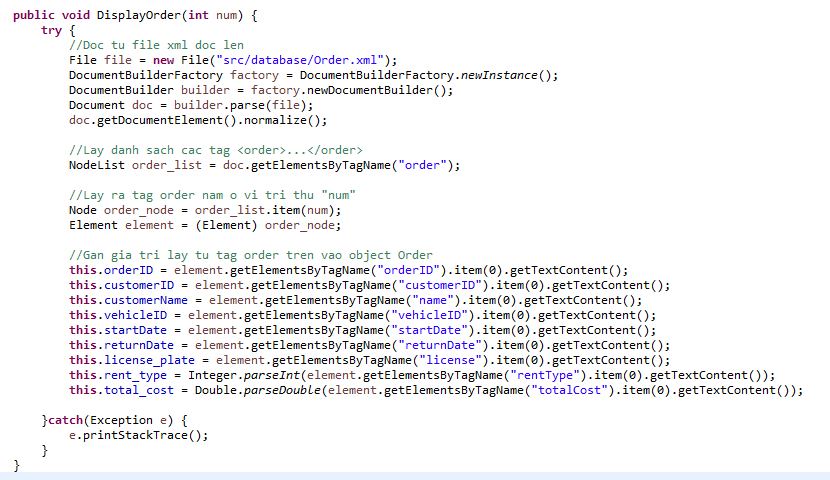 public void DisplayOrder(int num) {
    try {
        //Doc tu file xml doc len
        File file = new File("src/database/Order.xml");
        DocumentBuilderFactory factory = DocumentBuilderFactory.newInstance();
        DocumentBuilder builder = factory.newDocumentBuilder();
        Document doc = builder.parse(file);
        doc.getDocumentElement().normalize();

        //Lay danh sach cac tag <order>...</order>
        NodeList order_list = doc.getElementsByTagName("order");

        //Lay ra tag order nam o vi tri thu "num"
        Node order_node = order_list.item(num);
        Element element = (Element) order_node;

        //Gan gia tri lay tu tag order tren vao object Order
        this.orderID = element.getElementsByTagName("orderID").item(0).getTextContent();
        this.customerID = element.getElementsByTagName("customerID").item(0).getTextContent();
        this.customerName = element.getElementsByTagName("name").item(0).getTextContent();
        this.vehicleID = element.getElementsByTagName("vehicleID").item(0).getTextContent();
        this.startDate = element.getElementsByTagName("startDate").item(0).getTextContent();
        this.returnDate = element.getElementsByTagName("returnDate").item(0).getTextContent();
        this.license_plate = element.getElementsByTagName("license").item(0).getTextContent();
        this.rent_type = Integer.parseInt(element.getElementsByTagName("rentType").item(0).getTextContent());
        this.total_cost = Double.parseDouble(element.getElementsByTagName("totalCost").item(0).getTextContent());

    }catch(Exception e) {
        e.printStackTrace();
    }
}